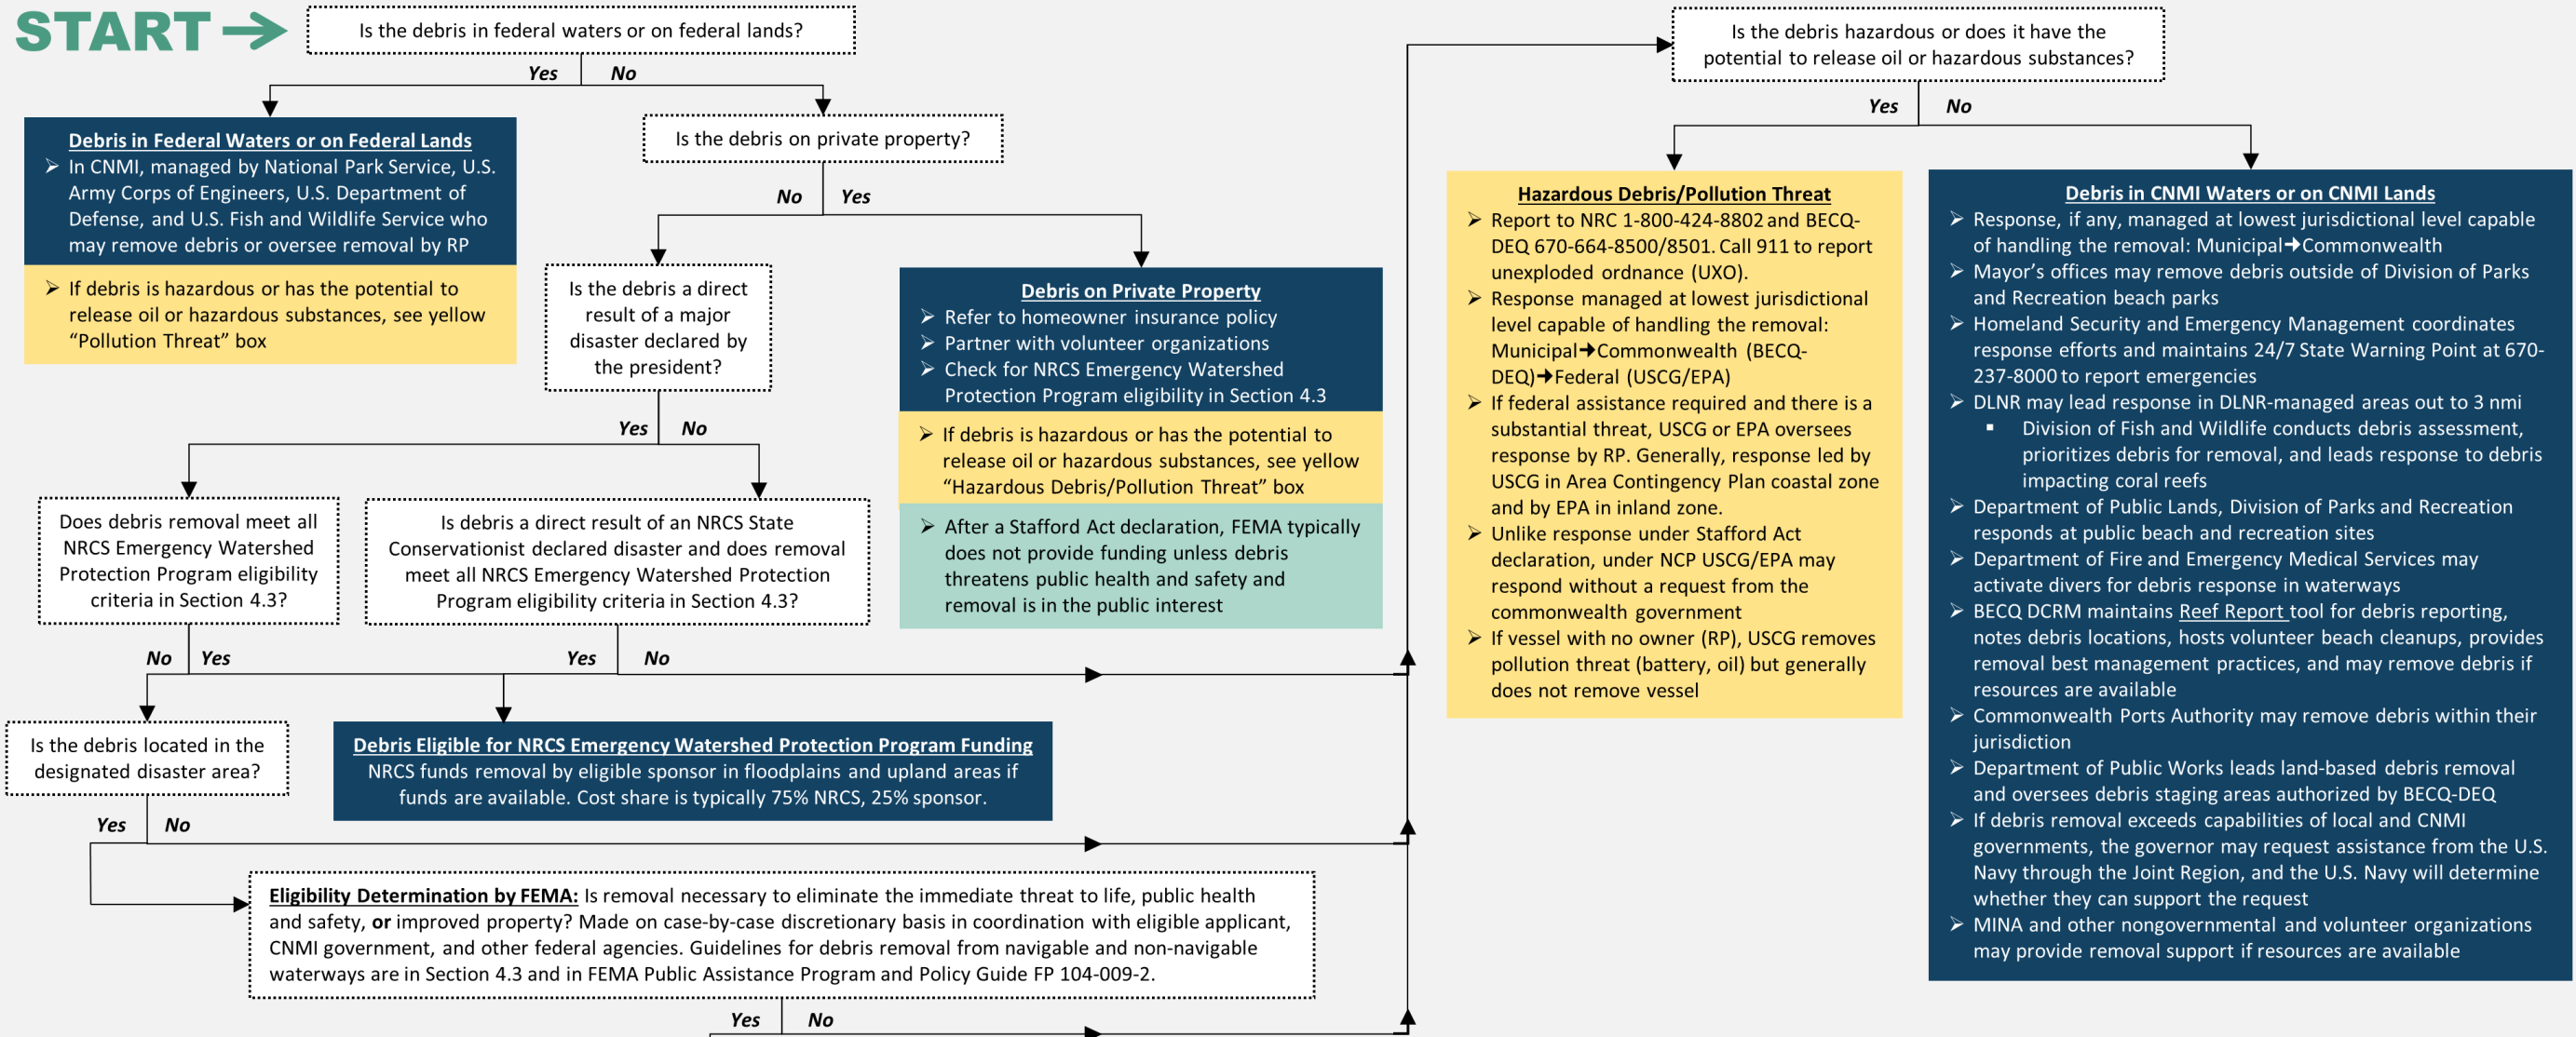 START
Is the debris in federal waters or on federal lands?
Yes
No
Debris in Federal Waters or on Federal Lands
➢ In CNMI, managed by National Park Service, U.S.
Army Corps of Engineers, U.S. Department of
Defense, and U.S. Fish and Wildlife Service who
may remove debris or oversee removal by RP
➢ If debris is hazardous or has the potential to
release oil or hazardous substances, see yellow
“Pollution Threat” box
Is the debris on private property?
No
Yes
Is the debris a direct
result of a major
disaster declared by
the president?
Debris on Private Property
➢ Refer to homeowner insurance policy
➢ Partner with volunteer organizations
➢ Check for NRCS Emergency Watershed
Protection Program eligibility in Section 4.3
➢ If debris is hazardous or has the potential to
release oil or hazardous substances, see yellow
“Hazardous Debris/Pollution Threat” box
➢ After a Stafford Act declaration, FEMA typically
does not provide funding unless debris
threatens public health and safety and
removal is in the public interest
Yes
No
Does debris removal meet all
NRCS Emergency Watershed
Protection Program eligibility
criteria in Section 4.3?
Is debris a direct result of an NRCS State
Conservationist declared disaster and does removal
meet all NRCS Emergency Watershed Protection
Program eligibility criteria in Section 4.3?
No
Yes
Yes
No
Is the debris located in the
designated disaster area?
Debris Eligible for NRCS Emergency Watershed Protection Program Funding
NRCS funds removal by eligible sponsor in floodplains and upland areas if
funds are available. Cost share is typically 75% NRCS, 25% sponsor.
Yes
No
Eligibility Determination by FEMA: Is removal necessary to eliminate the immediate threat to life, public health
and safety, or improved property? Made on case-by-case discretionary basis in coordination with eligible applicant,
CNMI government, and other federal agencies. Guidelines for debris removal from navigable and non-navigable
waterways are in Section 4.3 and in FEMA Public Assistance Program and Policy Guide FP 104-009-2.
Yes
No
Is the debris hazardous or does it have the
potential to release oil or hazardous substances?
Yes
No
Hazardous Debris/Pollution Threat
➢ Report to NRC 1-800-424-8802 and BECQ-
DEQ 670-664-8500/8501. Call 911 to report
unexploded ordnance (UXO).
➢ Response managed at lowest jurisdictional
level capable of handling the removal:
Municipal➔Commonwealth (BECQ-
DEQ)➔Federal (USCG/EPA)
➢ If federal assistance required and there is a
substantial threat, USCG or EPA oversees
response by RP. Generally, response led by
USCG in Area Contingency Plan coastal zone
and by EPA in inland zone.
➢ Unlike response under Stafford Act
declaration, under NCP USCG/EPA may
respond without a request from the
commonwealth government
➢ If vessel with no owner (RP), USCG removes
pollution threat (battery, oil) but generally
does not remove vessel
Debris in CNMI Waters or on CNMI Lands
➢ Response, if any, managed at lowest jurisdictional level capable
of handling the removal: Municipal➔Commonwealth
➢ Mayor’s offices may remove debris outside of Division of Parks
and Recreation beach parks
➢ Homeland Security and Emergency Management coordinates
response efforts and maintains 24/7 State Warning Point at 670-
237-8000 to report emergencies
➢ DLNR may lead response in DLNR-managed areas out to 3 nmi
▪ Division of Fish and Wildlife conducts debris assessment,
prioritizes debris for removal, and leads response to debris
impacting coral reefs
➢ Department of Public Lands, Division of Parks and Recreation
responds at public beach and recreation sites
➢ Department of Fire and Emergency Medical Services may
activate divers for debris response in waterways
➢ BECQ DCRM maintains Reef Report tool for debris reporting,
notes debris locations, hosts volunteer beach cleanups, provides
removal best management practices, and may remove debris if
resources are available
➢ Commonwealth Ports Authority may remove debris within their
jurisdiction
➢ Department of Public Works leads land-based debris removal
and oversees debris staging areas authorized by BECQ-DEQ
➢ If debris removal exceeds capabilities of local and CNMI
governments, the governor may request assistance from the U.S.
Navy through the Joint Region, and the U.S. Navy will determine
whether they can support the request
➢ MINA and other nongovernmental and volunteer organizations
may provide removal support if resources are available